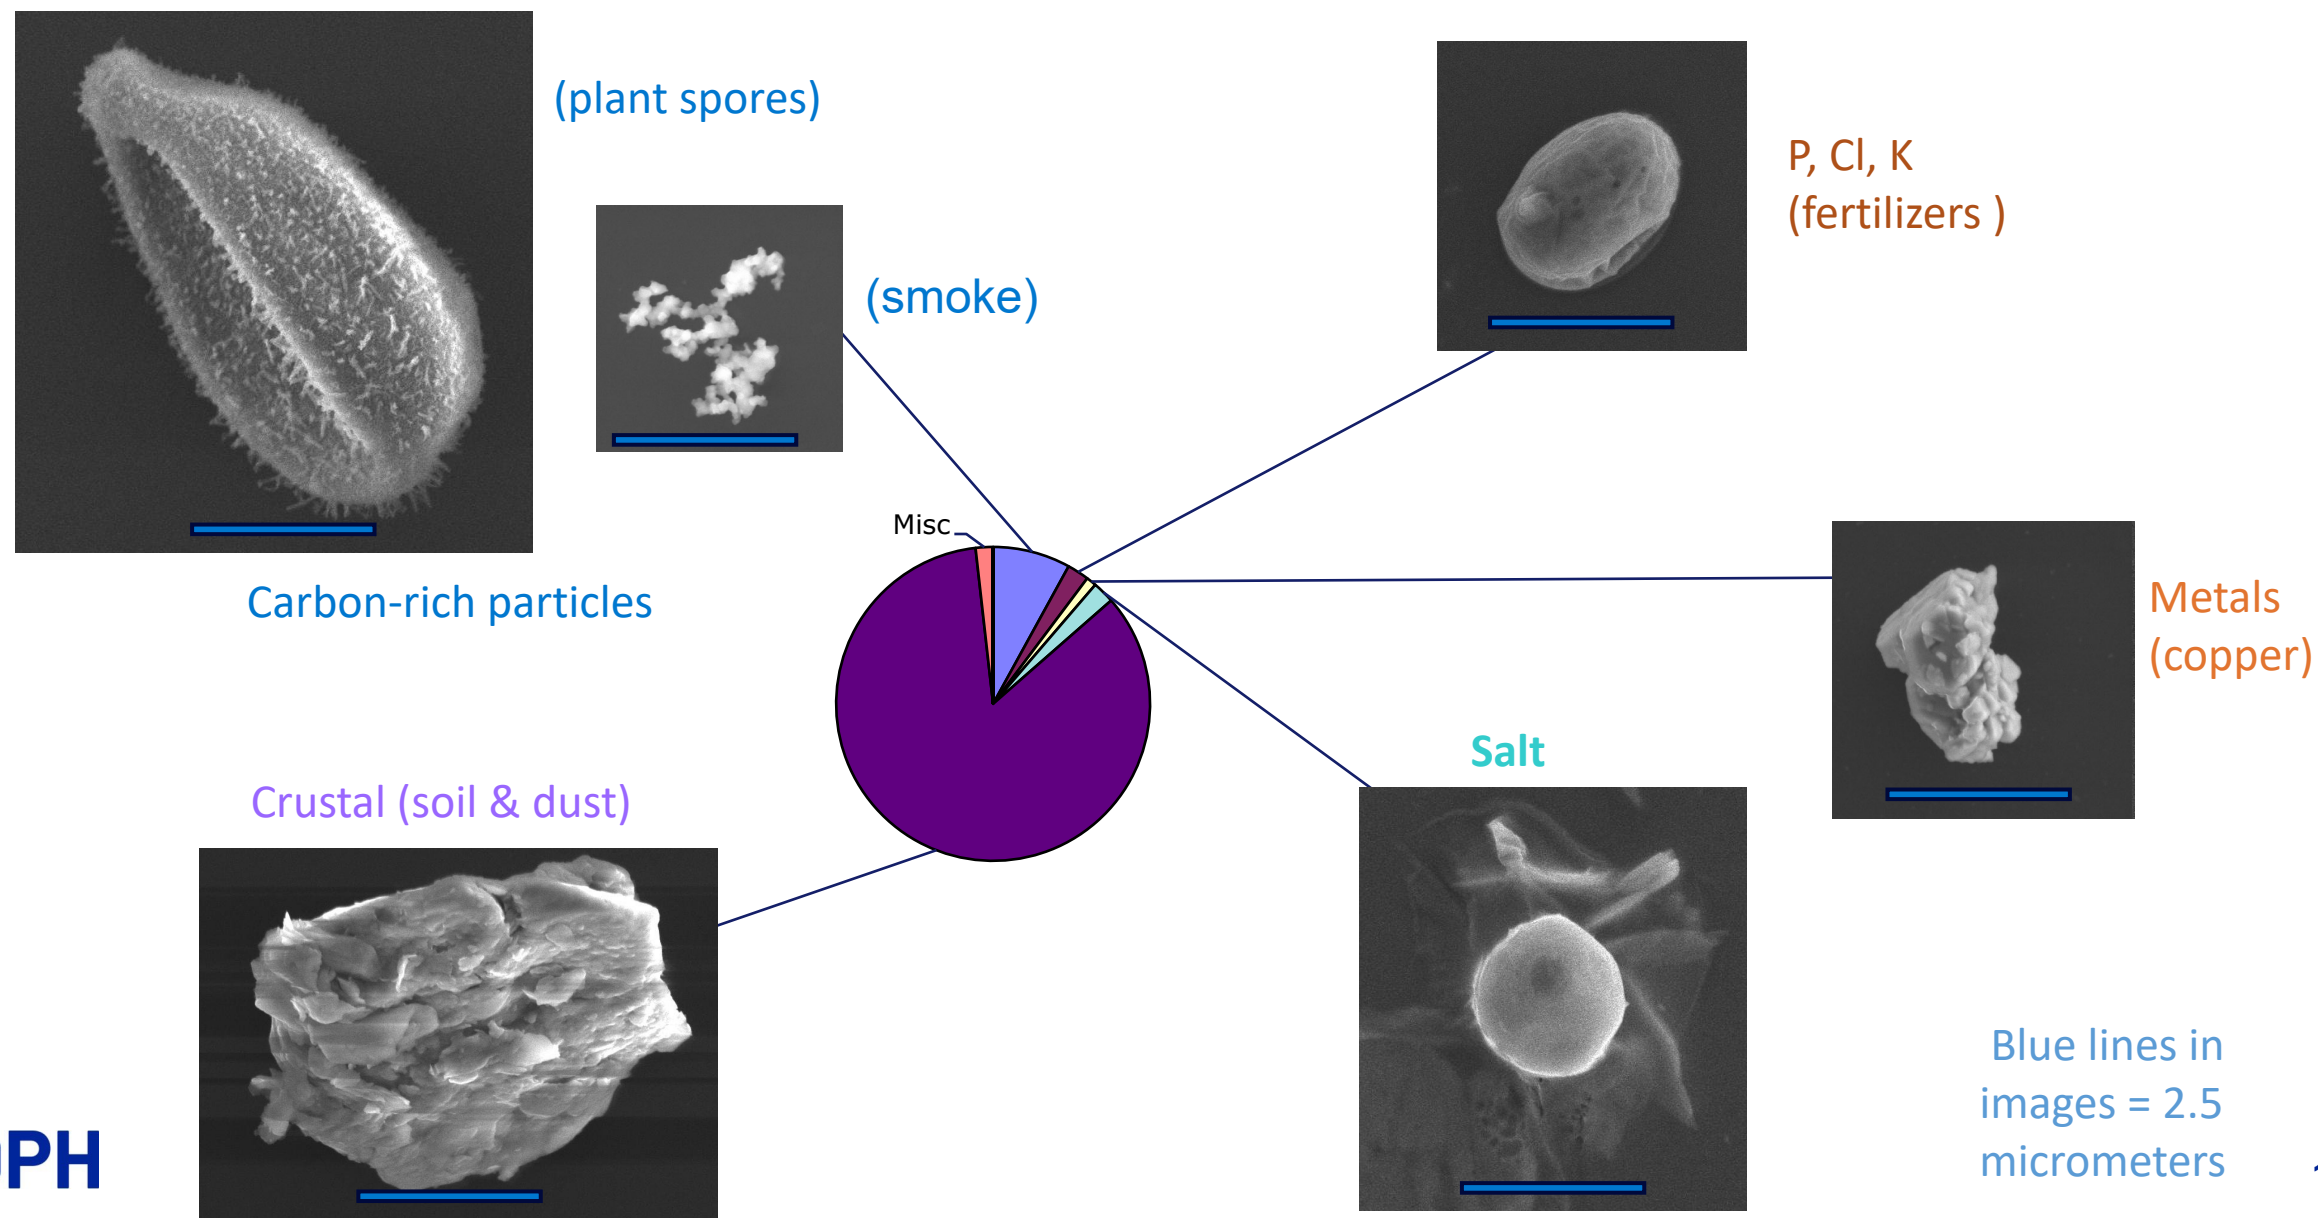 (plant spores)
(smoke)
P, Cl, K
(fertilizers )
Misc
Carbon-rich particles
Metals
(copper)
Salt
Crustal (soil & dust)
Blue lines in
images = 2.5
micrometers
PH